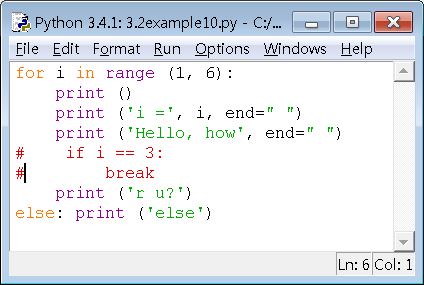 Python 3.4.1: 3.2example10.py - C:/...
File Edit Format Run Options Windows Help
for i in range (1, 6):
    print ()
    print ('i =', i, end=" ")
    print ('Hello, how', end=" ")
#    if i == 3:
#        break
    print ('r u?')
else: print ('else')
Ln: 6 Col: 1